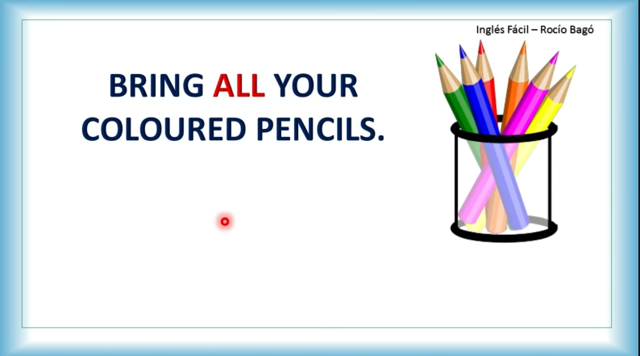 Inglés Fácil – Rocío Bagó
BRING ALL YOUR
COLOURED PENCILS.